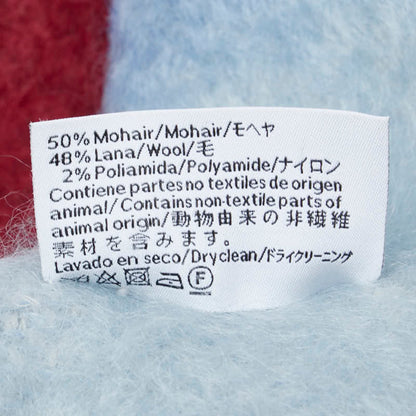 50% Mohair/Mohair/モヘヤ
48% Lana/Wool/毛
2% Poliamida/Polyamide/ナイロン
Contiene partes no textiles de origen
animal/Contains non-textile parts of
animal origin/動物由来の非繊維
素材を含みます。
Lavado en seco/Dryclean/ドライクリーニング
F